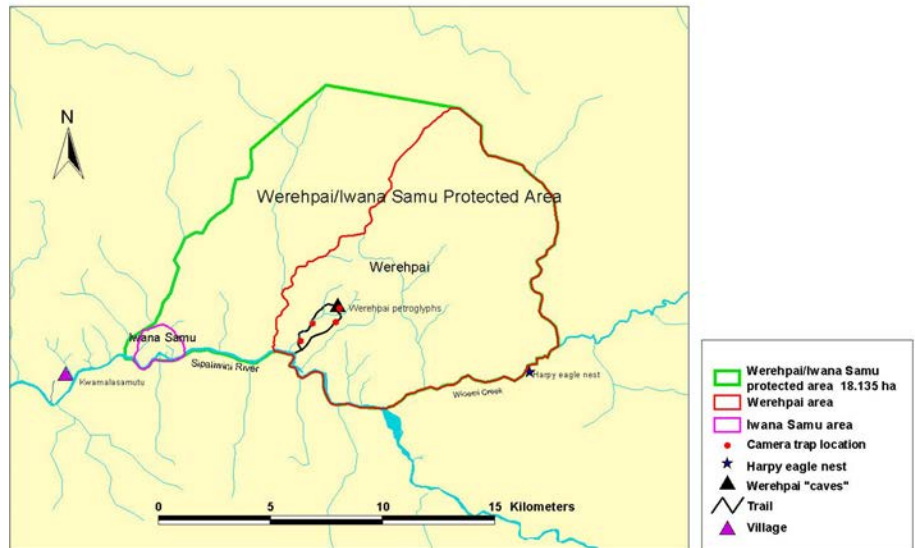 N
Werehpai/Iwana Samu Protected Area
Werehpai
Werehpai petroglyphs
Iwana Samu
Sipaliwini River
Kwamalasamutu
Harpy eagle nest
Wioemi Creek
0 5 10 15 Kilometers
Werehpai/Iwana Samu
protected area 18.135 ha
Werehpai area
Iwana Samu area
Camera trap location
Harpy eagle nest
Werehpai "caves"
Trail
Village